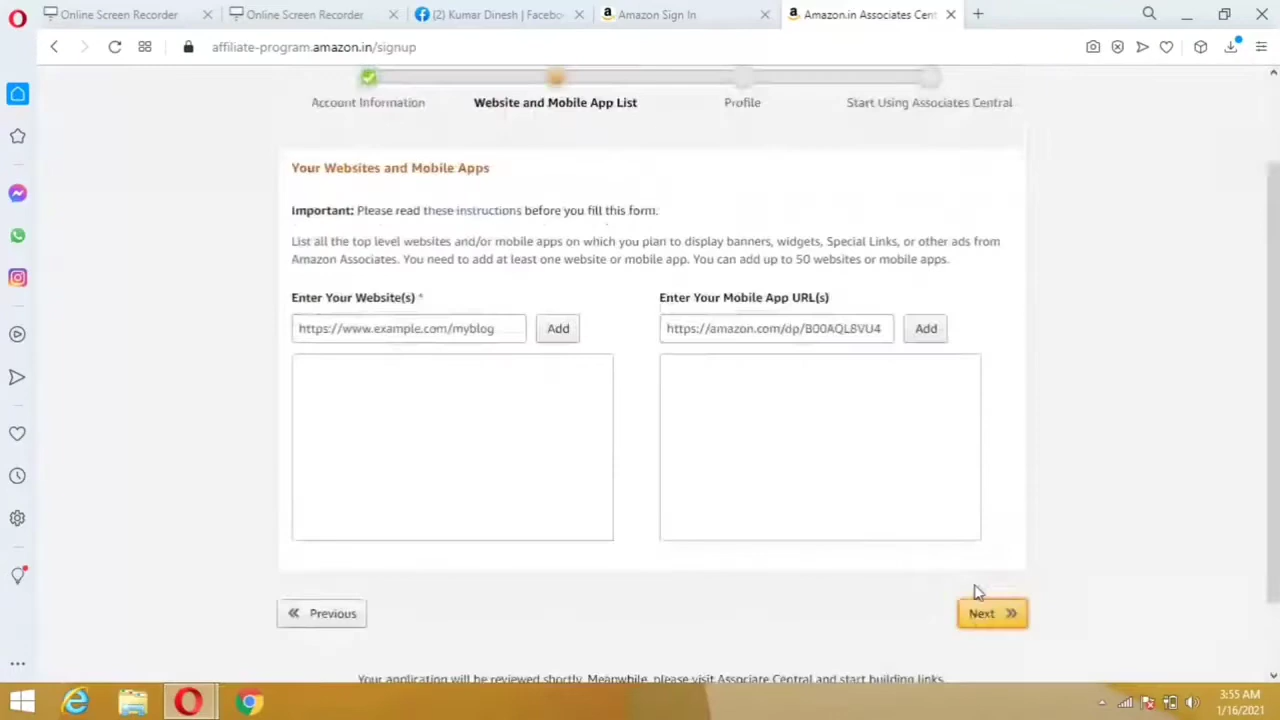 Online Screen Recorder
Online Screen Recorder
(2) Kumar Dinesh | Facebo
Amazon Sign In
Amazon.in Associates Cent
affiliate-program.amazon.in/signup
Account Information
Website and Mobile App List
Profile
Start Using Associates Central
Your Websites and Mobile Apps
Important: Please read these instructions before you fill this form.
List all the top level websites and/or mobile apps on which you plan to display banners, widgets, Special Links, or other ads from
Amazon Associates. You need to add at least one website or mobile app. You can add up to 50 websites or mobile apps.
Enter Your Website(s) *
Enter Your Mobile App URL(s)
https://www.example.com/myblog
Add
https://amazon.com/dp/B00AQL8VU4
Add
Previous
Next
Your application will be reviewed shortly. Meanwhile, please visit Associate Central and start building links.
3:55 AM
1/16/2021